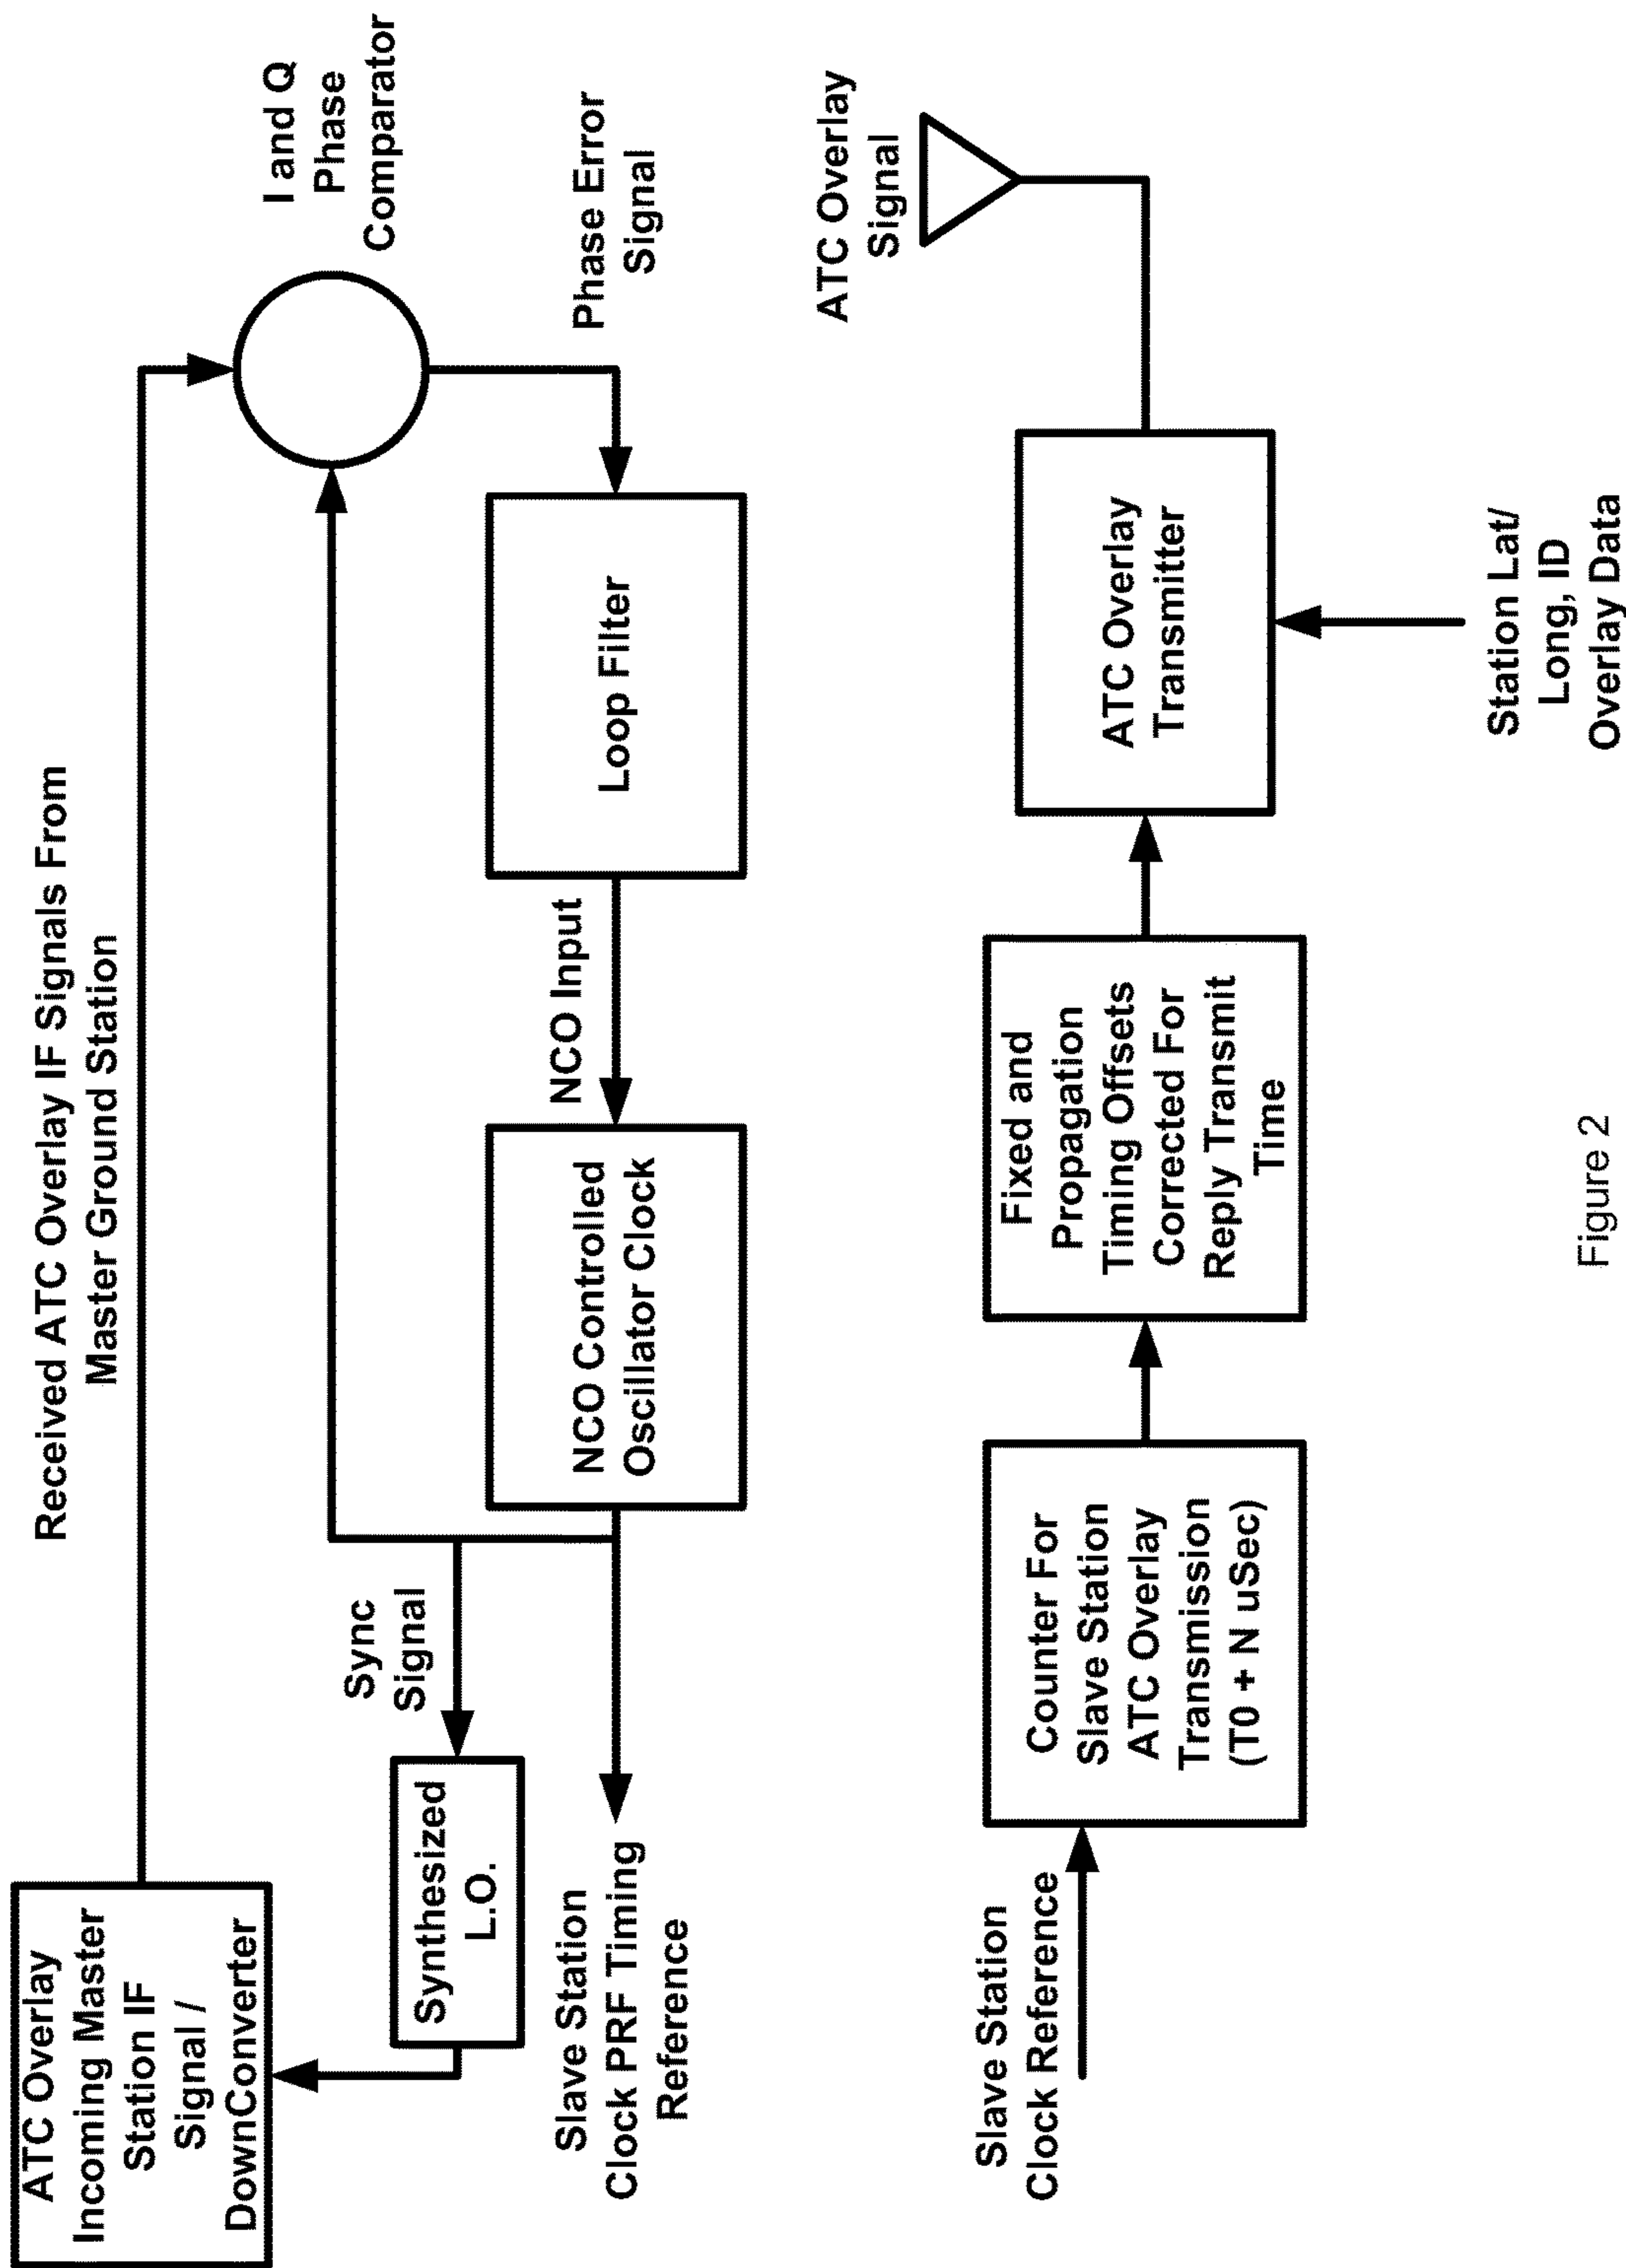 ATC Overlay
Incoming Master
Station IF
Signal /
DownConverter
Received ATC Overlay IF Signals From
Master Ground Station
I and Q
Phase
Comparator
Synthesized
L.O.
Sync
Signal
Slave Station
Clock PRF Timing
Reference
NCO Controlled
Oscillator Clock
NCO Input
Loop Filter
Phase Error
Signal
Slave Station
Clock Reference
Counter For
Slave Station
ATC Overlay
Transmission
(T0 + N uSec)
Fixed and
Propagation
Timing Offsets
Corrected For
Reply Transmit
Time
ATC Overlay
Transmitter
ATC Overlay
Signal
Station Lat/
Long, ID
Overlay Data
Figure 2